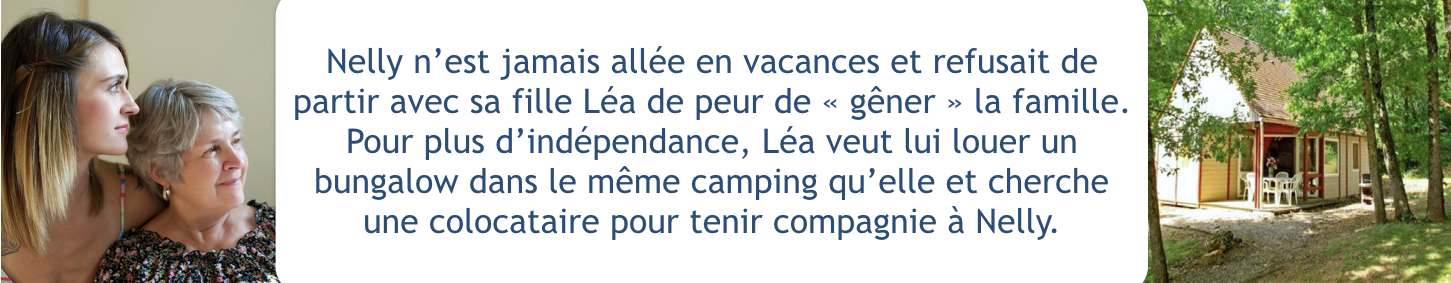 Nelly n’est jamais allée en vacances et refusait de
partir avec sa fille Léa de peur de « gêner » la famille.
Pour plus d’indépendance, Léa veut lui louer un
bungalow dans le même camping qu’elle et cherche
une colocataire pour tenir compagnie à Nelly.